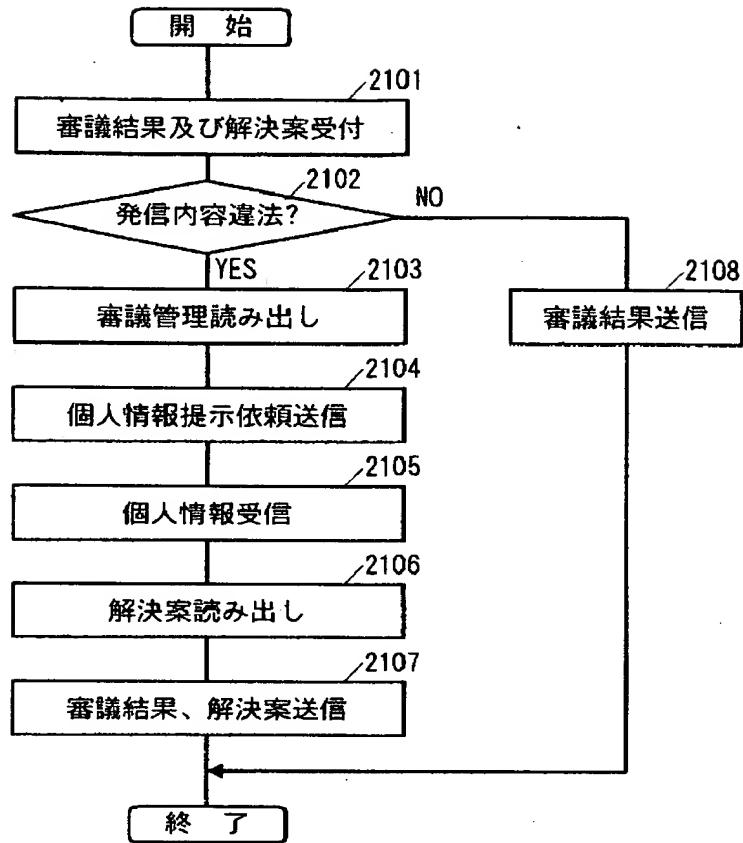 開 始
2101
審議結果及び解決案受付
2102
発信内容違法?
NO
YES
2103
審議管理読み出し
2108
審議結果送信
2104
個人情報提示依頼送信
2105
個人情報受信
2106
解決案読み出し
2107
審議結果、解決案送信
終 了